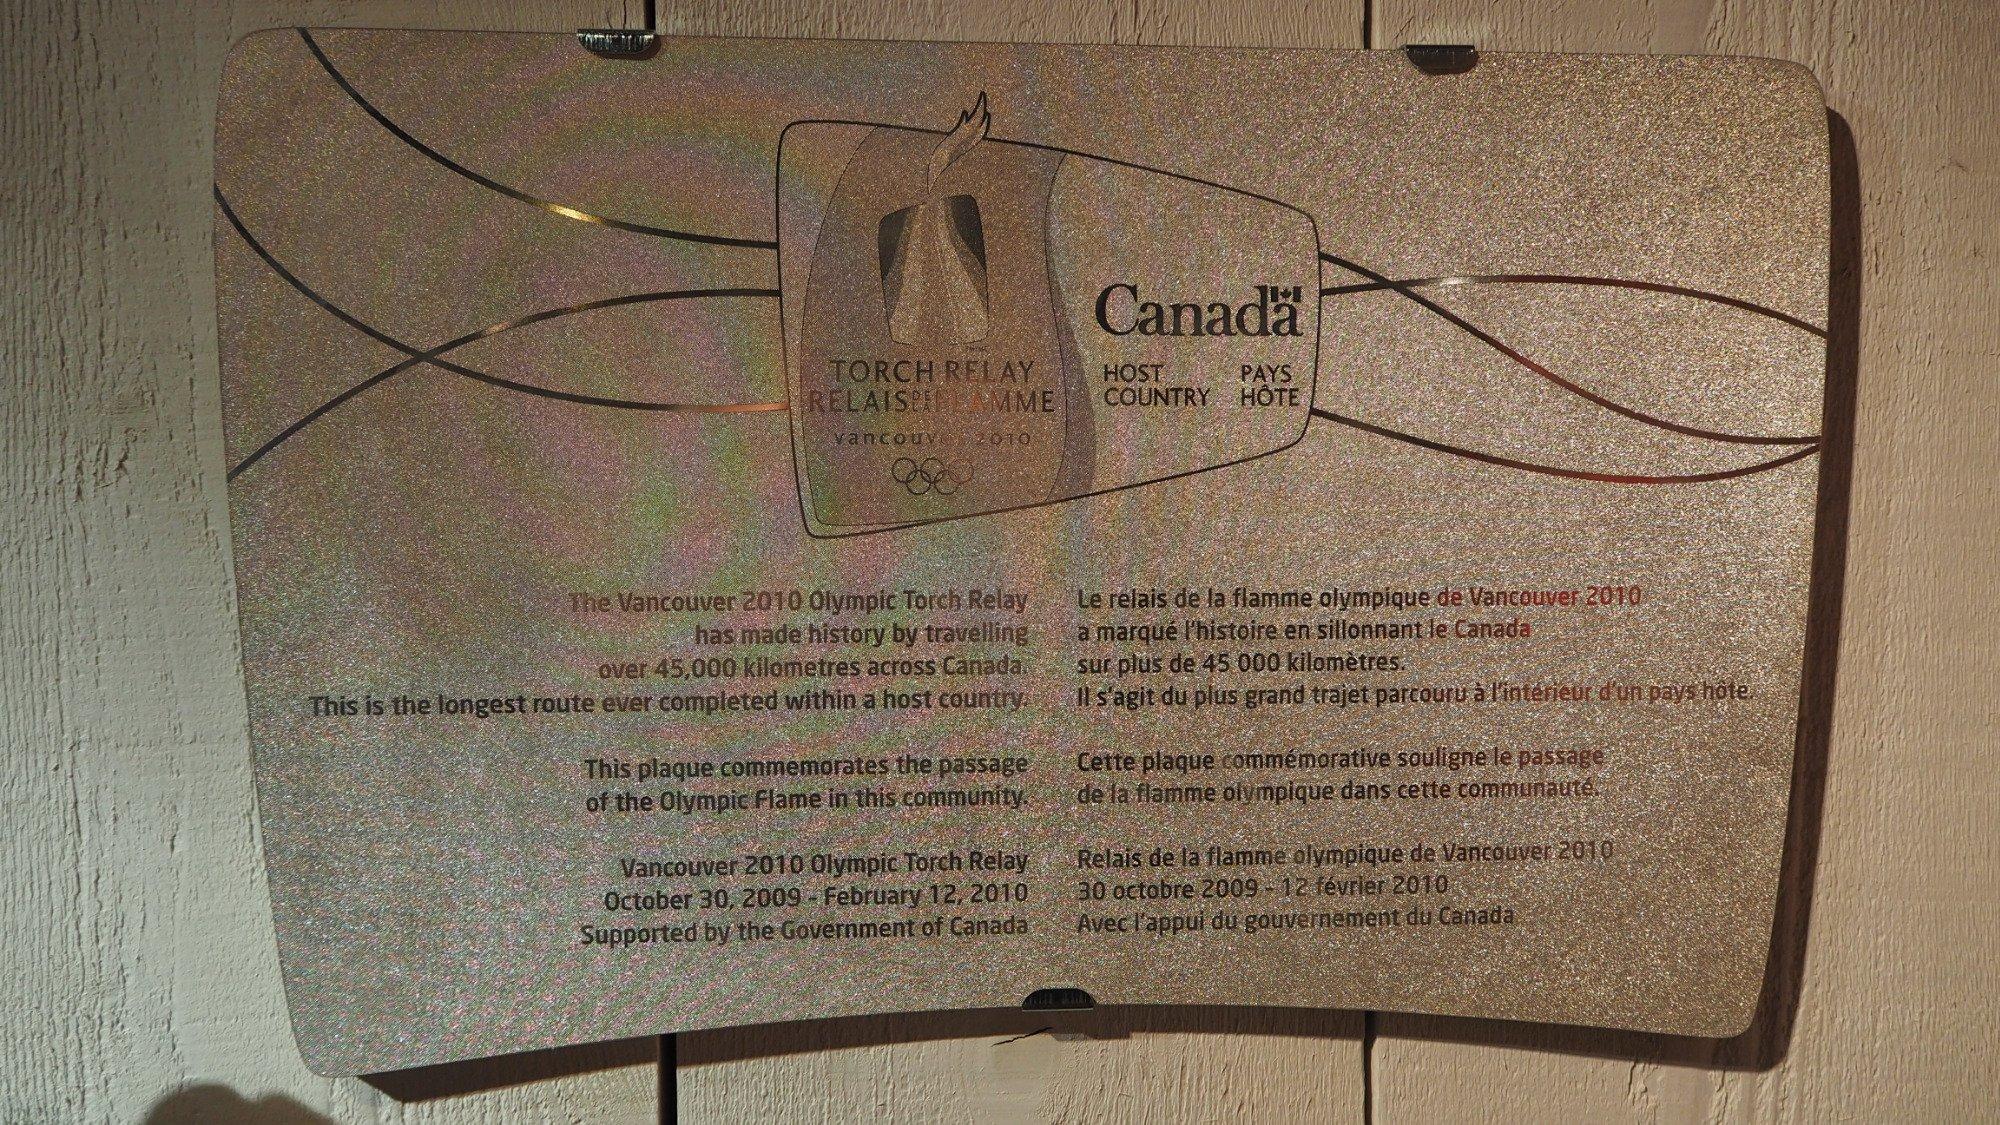 TORCH RELAY
RELAIS DE LA FLAMME
vancouver 2010
Canada
HOST COUNTRY
PAYS HÔTE
The Vancouver 2010 Olympic Torch Relay
has made history by travelling
over 45,000 kilometres across Canada.
This is the longest route ever completed within a host country.
This plaque commemorates the passage
of the Olympic Flame in this community.
Vancouver 2010 Olympic Torch Relay
October 30, 2009 - February 12, 2010
Supported by the Government of Canada
Le relais de la flamme olympique de Vancouver 2010
a marqué l'histoire en sillonnant le Canada
sur plus de 45 000 kilomètres.
Il s'agit du plus grand trajet parcouru à l'intérieur d'un pays hôte.
Cette plaque commémorative souligne le passage
de la flamme olympique dans cette communauté.
Relais de la flamme olympique de Vancouver 2010
30 octobre 2009 - 12 février 2010
Avec l'appui du gouvernement du Canada